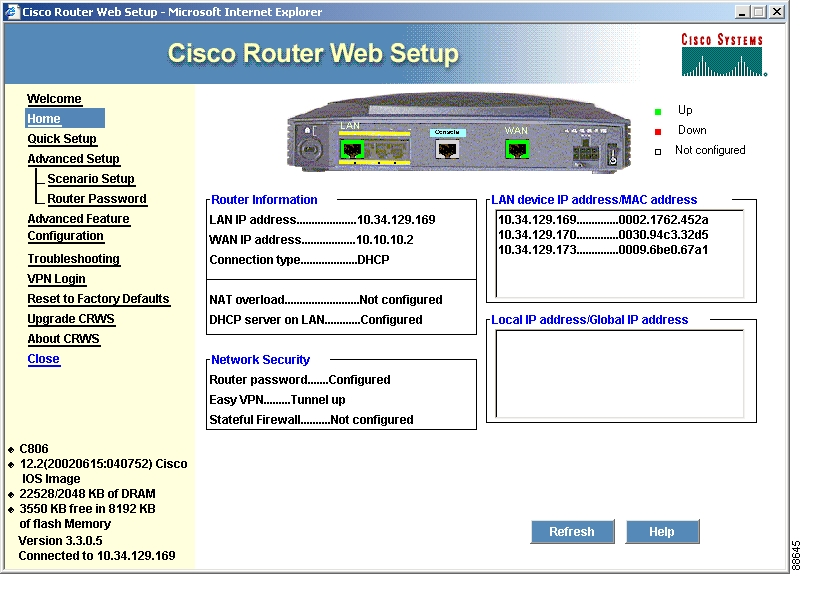 Cisco Router Web Setup - Microsoft Internet Explorer
Cisco Router Web Setup
CISCO SYSTEMS
Welcome
Home
Quick Setup
Advanced Setup
Scenario Setup
Router Password
Advanced Feature
Configuration
Troubleshooting
VPN Login
Reset to Factory Defaults
Upgrade CRWS
About CRWS
Close
C806
12.2(20020615:040752) Cisco
IOS Image
22528/2048 KB of DRAM
3550 KB free in 8192 KB
of flash Memory
Version 3.3.0.5
Connected to 10.34.129.169
LAN
Console
WAN
Up
Down
Not configured
Router Information
LAN IP address....................10.34.129.169
WAN IP address..................10.10.10.2
Connection type...................DHCP
NAT overload.........................Not configured
DHCP server on LAN............Configured
Network Security
Router password.......Configured
Easy VPN.........Tunnel up
Stateful Firewall..........Not configured
LAN device IP address/MAC address
10.34.129.169..............0002.1762.452a
10.34.129.170..............0030.94c3.32d5
10.34.129.173..............0009.6be0.67a1
Local IP address/Global IP address
Refresh
Help
88645